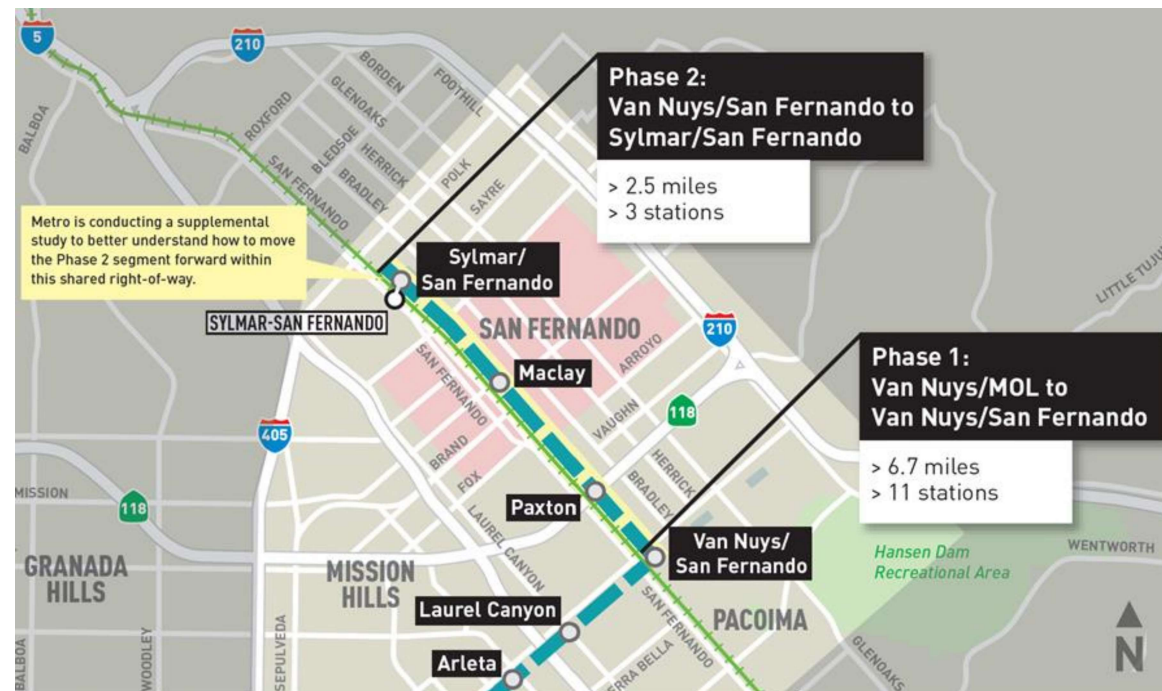 5
210
BORDEN
FOOTHILL
GLENOAKS
ROXFORD
BLEDSOE
HERRICK
BRADLEY
POLK
SAYRE
SAN FERNANDO
BALBOA
Phase 2:
Van Nuys/San Fernando to
Sylmar/San Fernando
> 2.5 miles
> 3 stations
Metro is conducting a supplemental
study to better understand how to move
the Phase 2 segment forward within
this shared right-of-way.
Sylmar/
San Fernando
SYLMAR-SAN FERNANDO
SAN FERNANDO
210
LITTLE TUJU
Maclay
ARROYO
SAN FERNANDO
118
VAUGHN
405
BRAND
FOX
HERRICK
BRADLEY
Phase 1:
Van Nuys/MOL to
Van Nuys/San Fernando
> 6.7 miles
> 11 stations
MISSION
118
Paxton
LAUREL CANYON
Van Nuys/
San Fernando
Hansen Dam
Recreational Area
WENTWORTH
GRANADA
HILLS
MISSION
HILLS
Laurel Canyon
SAN FERNANDO
PACOIMA
GLENOAKS
Arleta
ERRA BELLA
BALBOA
WOODLEY
SEPULVEDA
N